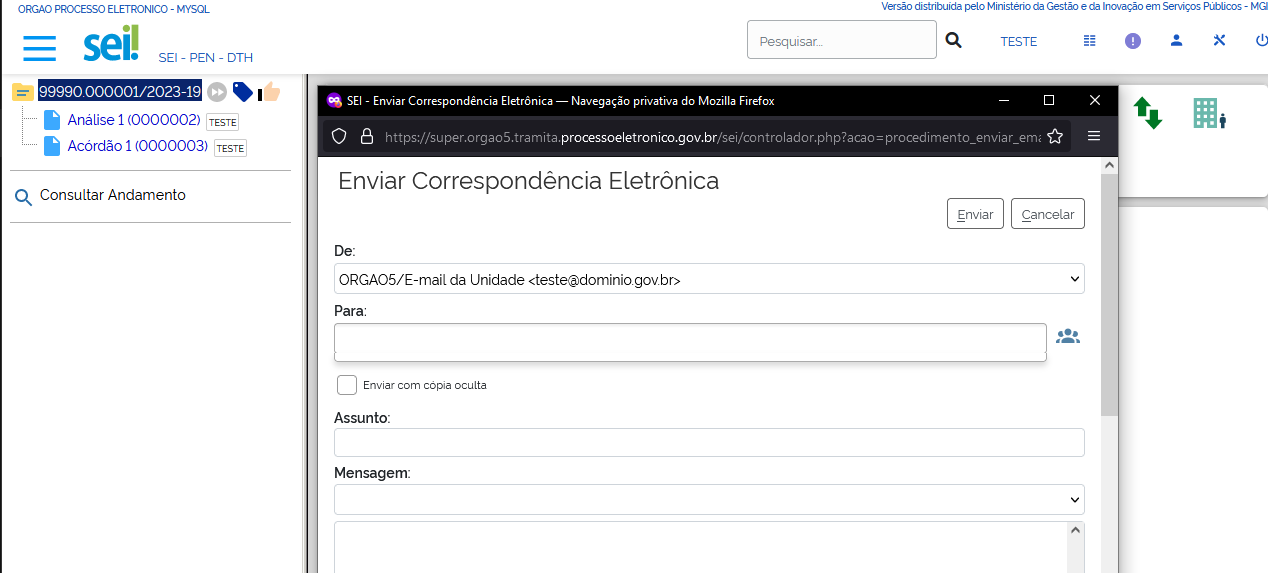 ORGAO PROCESSO ELETRONICO - MYSQL
Versão distribuída pelo Ministério da Gestão e da Inovação em Serviços Públicos - MGI
sei!
SEI - PEN - DTH
Pesquisar...
TESTE
99990.000001/2023-19
Análise 1 (0000002) TESTE
Acórdão 1 (0000003) TESTE
Consultar Andamento
SEI - Enviar Correspondência Eletrônica — Navegação privativa do Mozilla Firefox
https://super.orgao5.tramita.processoeletronico.gov.br/sei/controlador.php?acao=procedimento_enviar_ema
Enviar Correspondência Eletrônica
Enviar
Cancelar
De:
ORGAO5/E-mail da Unidade <teste@dominio.gov.br>
Para:
Enviar com cópia oculta
Assunto:
Mensagem: